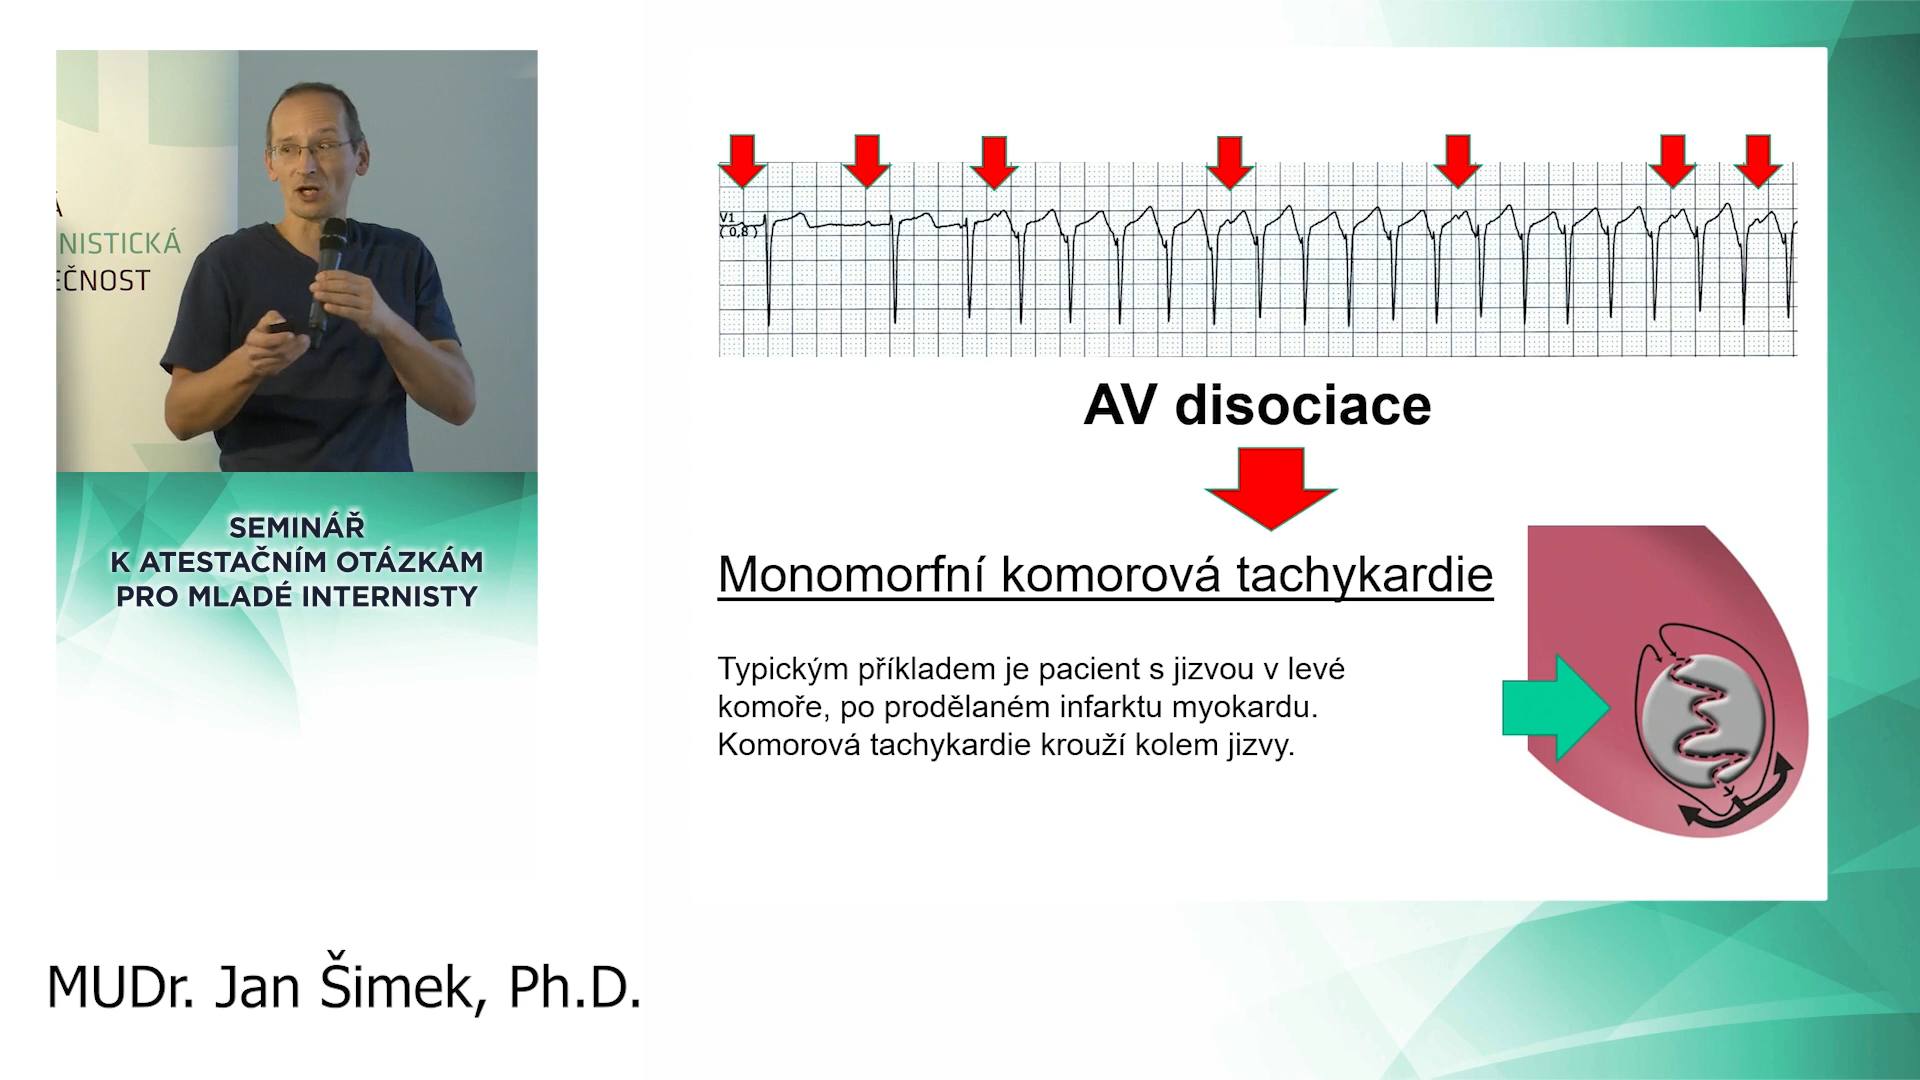 NISTICKÁ
EČNOST
SEMINÁŘ
K ATESTAČNÍM OTÁZKÁM
PRO MLADÉ INTERNISTY
MUDr. Jan Šimek, Ph.D.
V1
( 0,8 )
AV disociace
Monomorfní komorová tachykardie
Typickým příkladem je pacient s jizvou v levé
komoře, po prodělaném infarktu myokardu.
Komorová tachykardie krouží kolem jizvy.